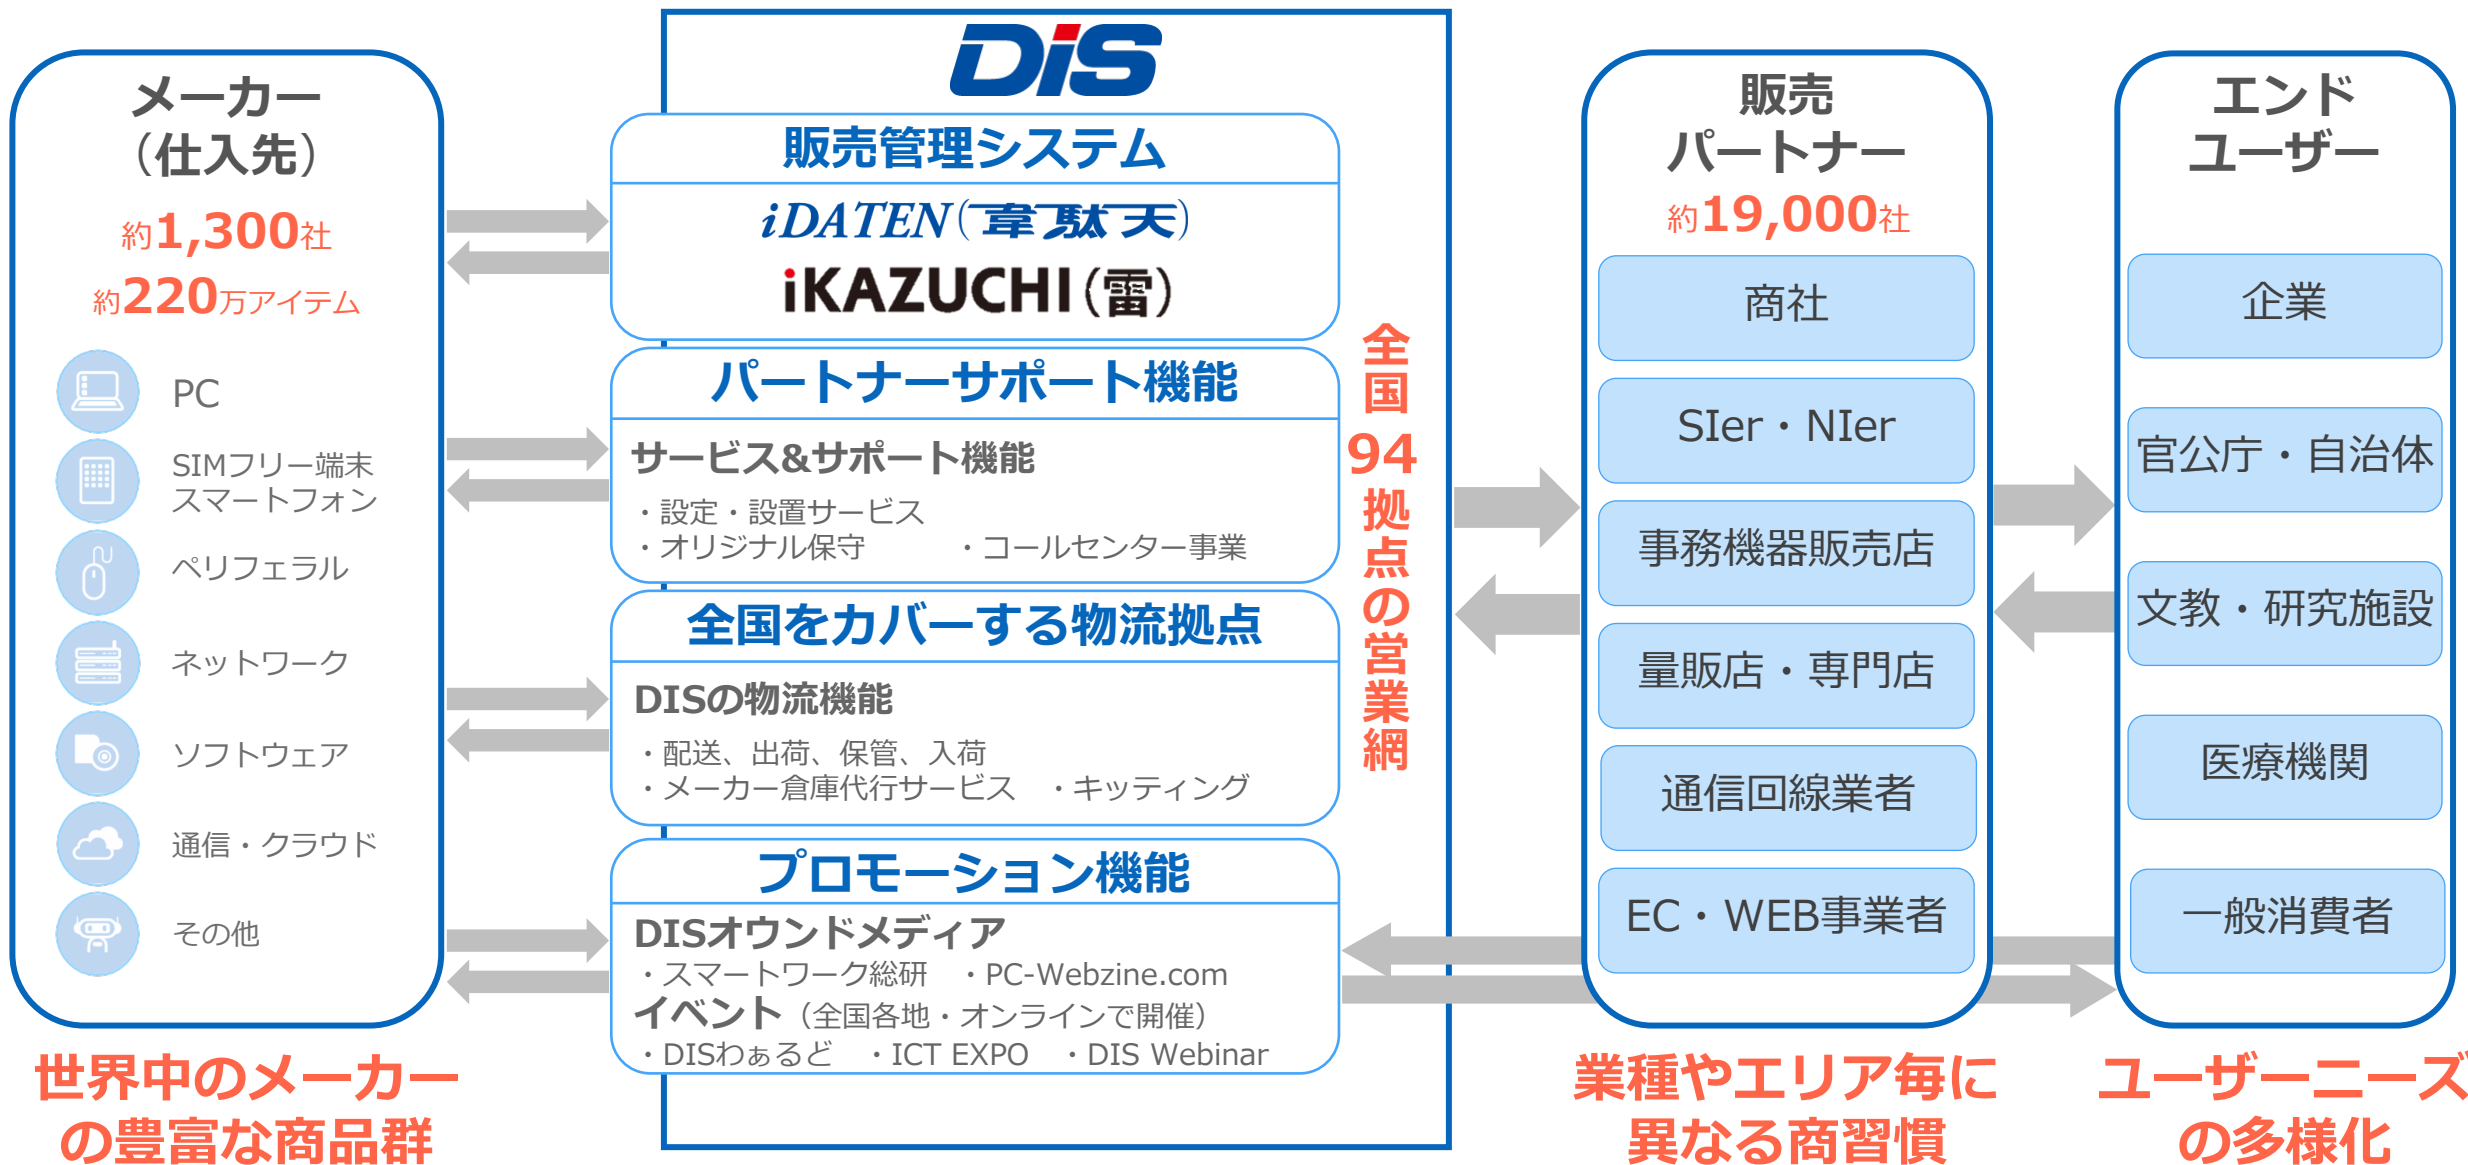 メーカー
（仕入先）
約1,300社
約220万アイテム
PC
SIMフリー端末
スマートフォン
ペリフェラル
ネットワーク
ソフトウェア
通信・クラウド
その他
世界中のメーカー
の豊富な商品群
DiS
販売管理システム
iDATEN(韋駄天)
iKAZUCHI(雷)
パートナーサポート機能
サービス&サポート機能
・設定・設置サービス
・オリジナル保守　・コールセンター事業
全国をカバーする物流拠点
DISの物流機能
・配送、出荷、保管、入荷
・メーカー倉庫代行サービス　・キッティング
プロモーション機能
DISオウンドメディア
・スマートワーク総研　・PC-Webzine.com
イベント（全国各地・オンラインで開催）
・DISわぁるど　・ICT EXPO　・DIS Webinar
全国94拠点の営業網
販売
パートナー
約19,000社
商社
SIer・NIer
事務機器販売店
量販店・専門店
通信回線業者
EC・WEB事業者
業種やエリア毎に
異なる商習慣
エンド
ユーザー
企業
官公庁・自治体
文教・研究施設
医療機関
一般消費者
ユーザーニーズ
の多様化